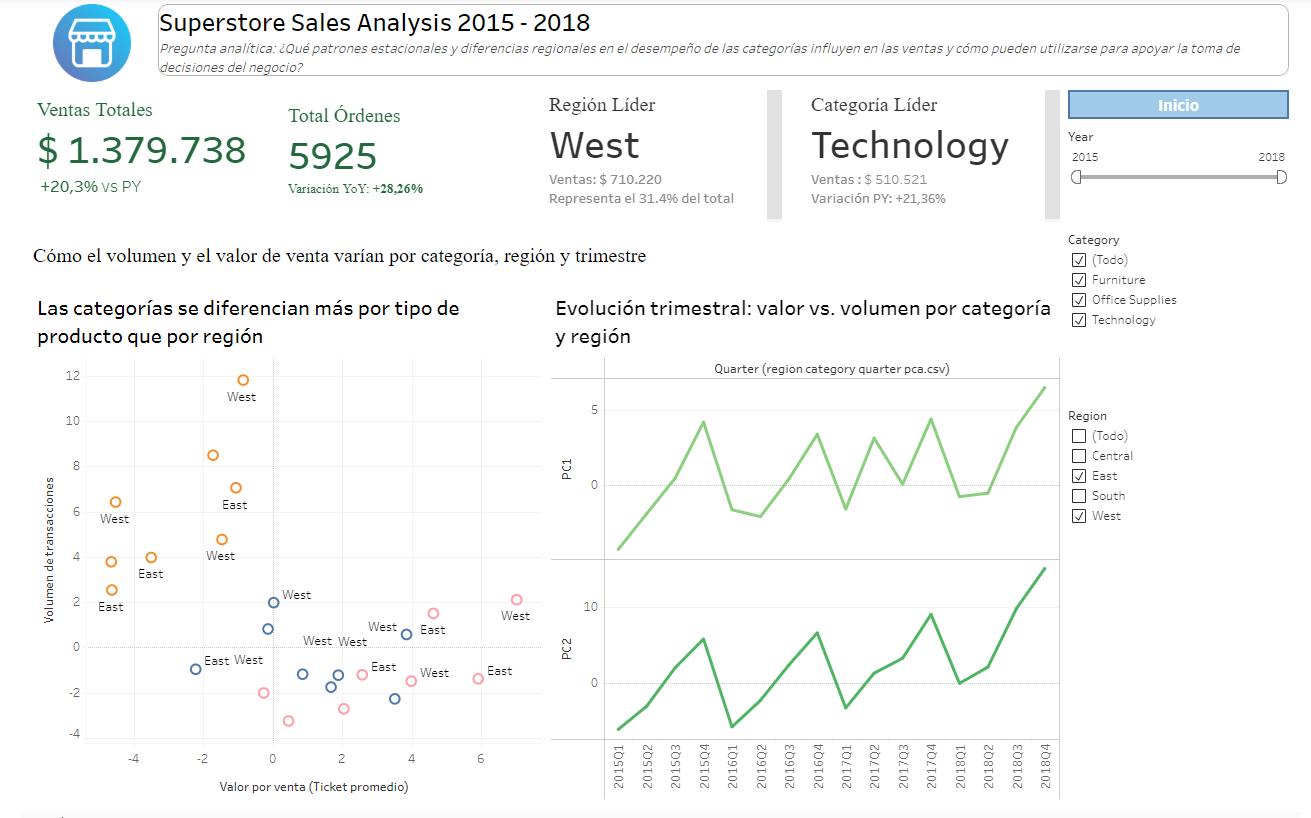 Superstore Sales Analysis 2015 - 2018
Pregunta analítica: ¿Qué patrones estacionales y diferencias regionales en el desempeño de las categorías influyen en las ventas y cómo pueden utilizarse para apoyar la toma de
decisiones del negocio?
Ventas Totales
$ 1.379.738
+20,3% vs PY
Total Órdenes
5925
Variación YoY: +28,26%
Región Líder
West
Ventas: $ 710.220
Representa el 31.4% del total
Categoría Líder
Technology
Ventas : $ 510.521
Variación PY: +21,36%
Inicio
Year
2015 2018
Category
(Todo)
Furniture
Office Supplies
Technology
Region
(Todo)
Central
East
South
West
Cómo el volumen y el valor de venta varían por categoría, región y trimestre
Las categorías se diferencian más por tipo de
producto que por región
Volumen de transacciones
12
10
8
6
4
2
0
-2
-4
West
East
West
West
East
East
West
West
West West
West
East
East West
East
West
East
-4 -2 0 2 4 6
Valor por venta (Ticket promedio)
Evolución trimestral: valor vs. volumen por categoría
y región
Quarter (region category quarter pca.csv)
PC1
5
0
PC2
10
0
2015Q1
2015Q2
2015Q3
2015Q4
2016Q1
2016Q2
2016Q3
2016Q4
2017Q1
2017Q2
2017Q3
2017Q4
2018Q1
2018Q2
2018Q3
2018Q4